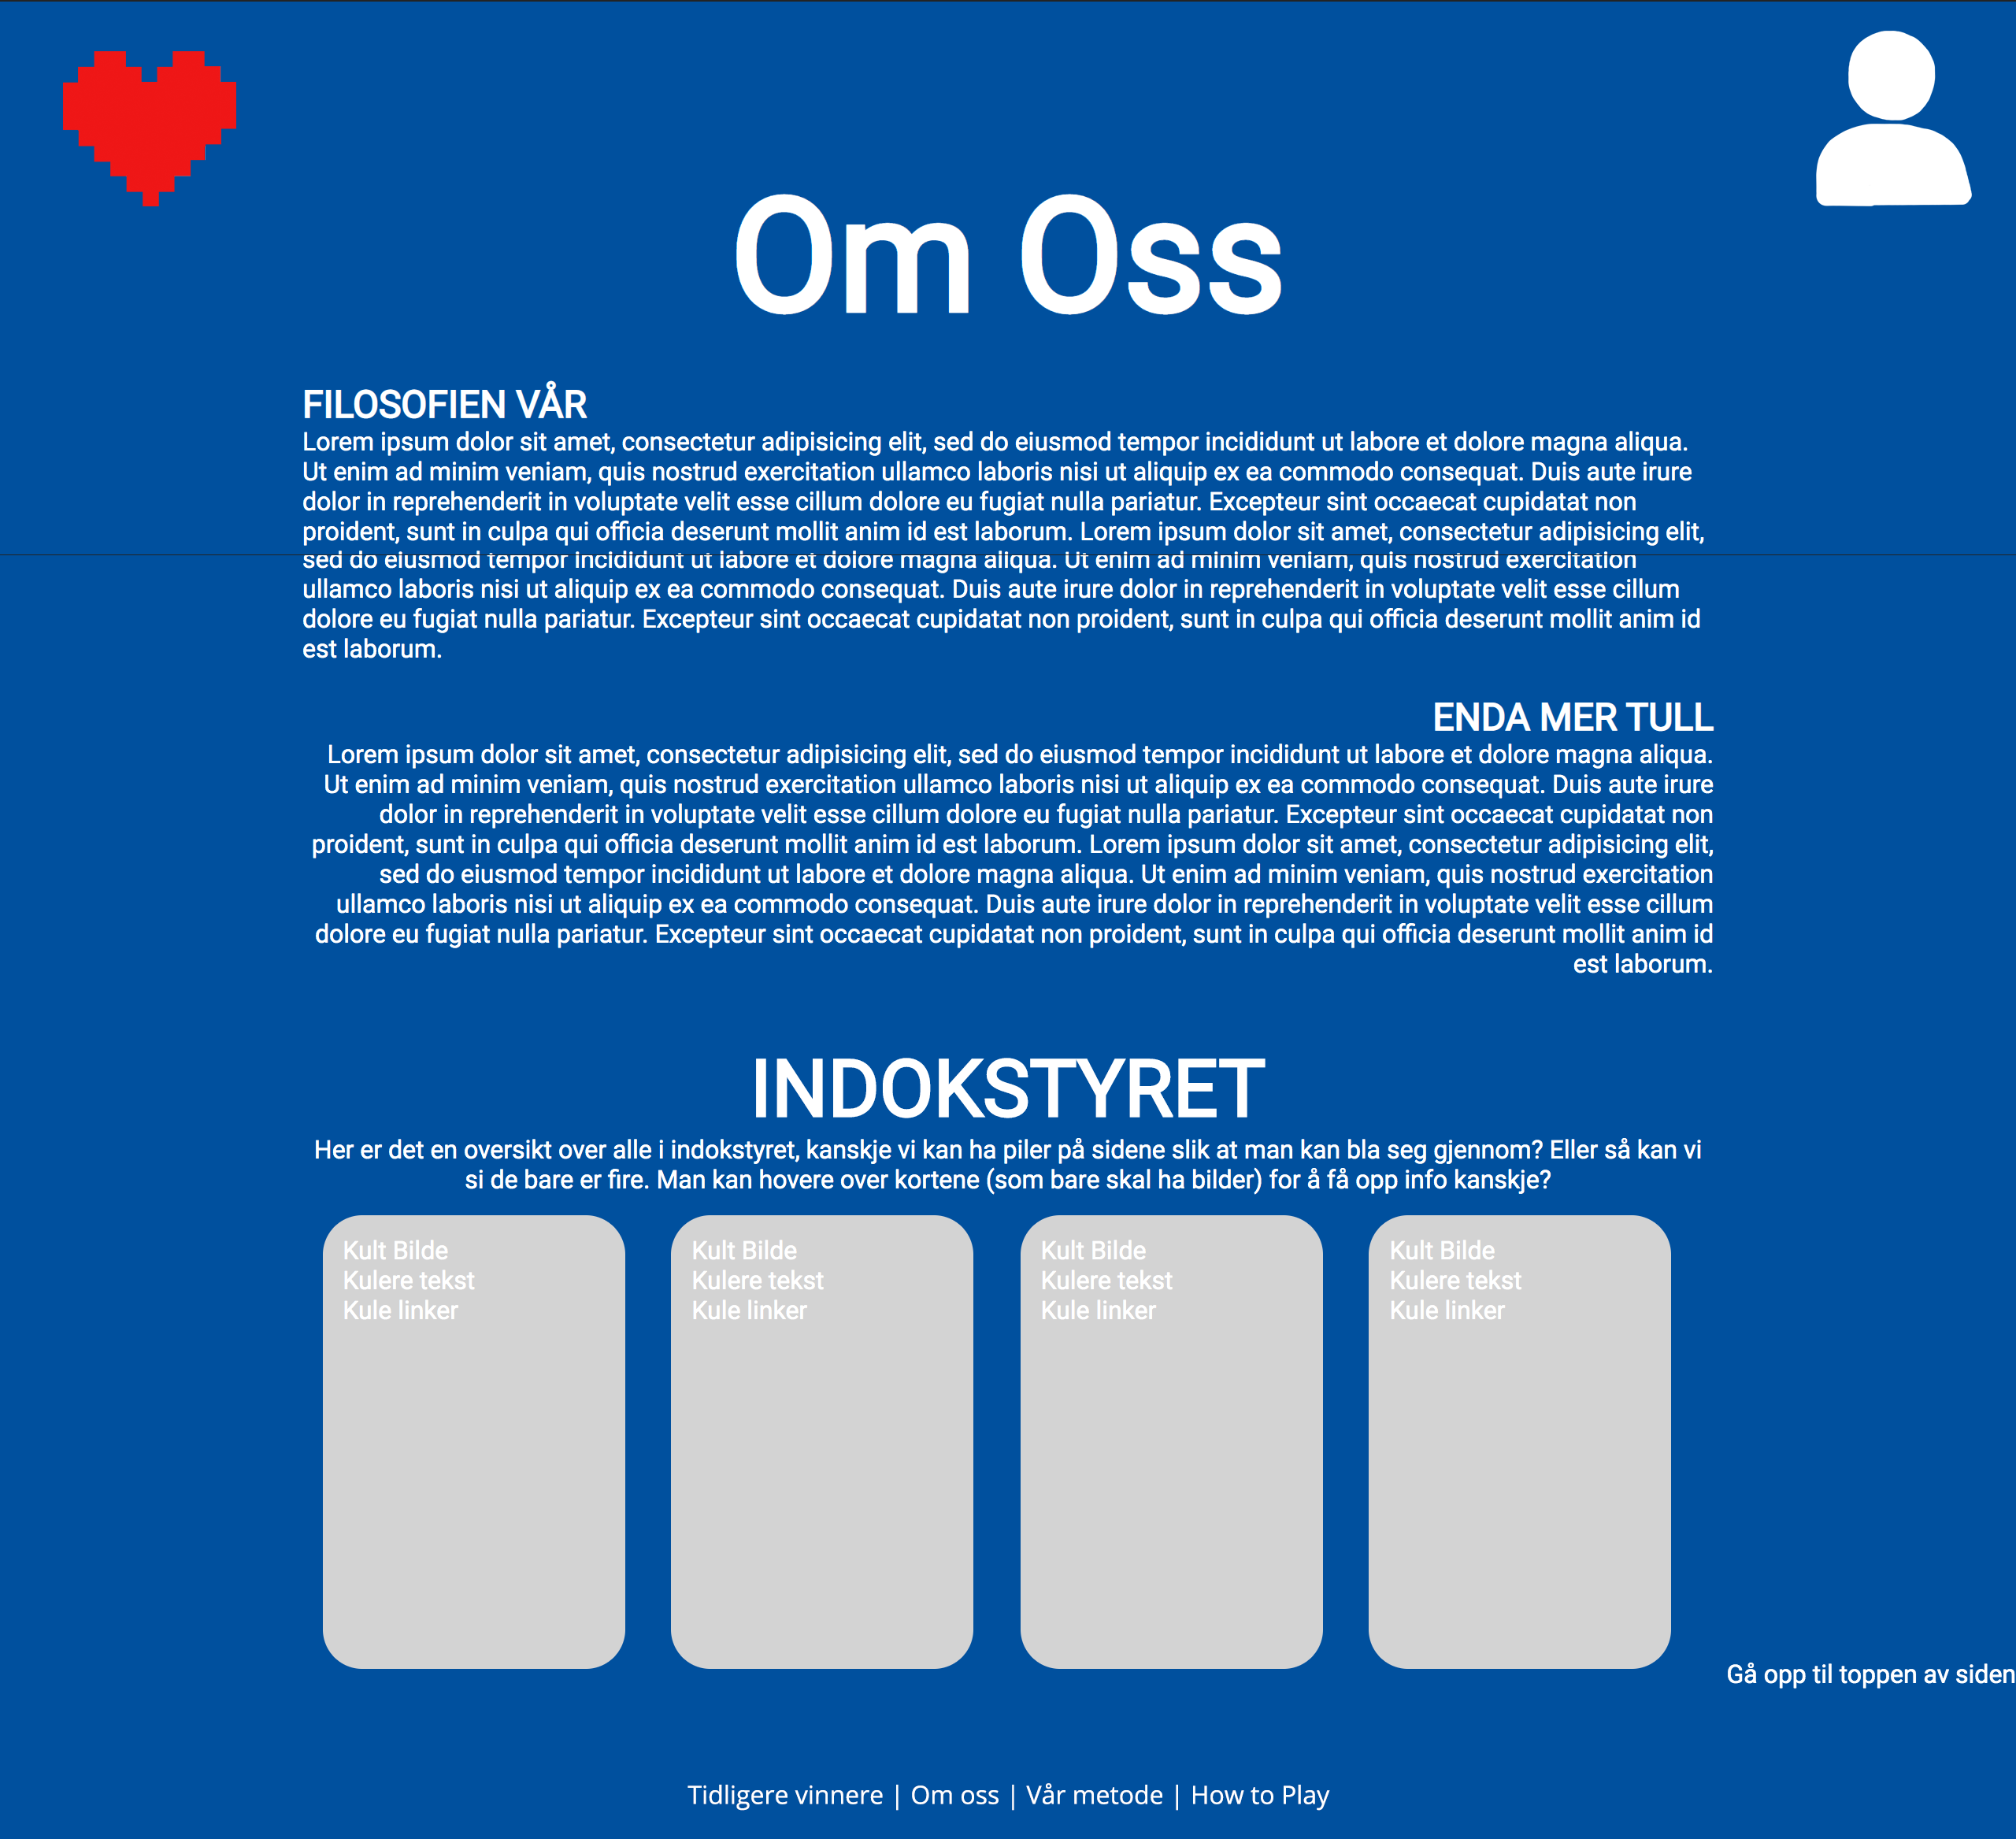 Om Oss
FILOSOFIEN VÅR
Lorem ipsum dolor sit amet, consectetur adipisicing elit, sed do eiusmod tempor incididunt ut labore et dolore magna aliqua.
Ut enim ad minim veniam, quis nostrud exercitation ullamco laboris nisi ut aliquip ex ea commodo consequat. Duis aute irure
dolor in reprehenderit in voluptate velit esse cillum dolore eu fugiat nulla pariatur. Excepteur sint occaecat cupidatat non
proident, sunt in culpa qui officia deserunt mollit anim id est laborum. Lorem ipsum dolor sit amet, consectetur adipisicing elit,
sed do eiusmod tempor incididunt ut labore et dolore magna aliqua. Ut enim ad minim veniam, quis nostrud exercitation
ullamco laboris nisi ut aliquip ex ea commodo consequat. Duis aute irure dolor in reprehenderit in voluptate velit esse cillum
dolore eu fugiat nulla pariatur. Excepteur sint occaecat cupidatat non proident, sunt in culpa qui officia deserunt mollit anim id
est laborum.
ENDA MER TULL
Lorem ipsum dolor sit amet, consectetur adipisicing elit, sed do eiusmod tempor incididunt ut labore et dolore magna aliqua.
Ut enim ad minim veniam, quis nostrud exercitation ullamco laboris nisi ut aliquip ex ea commodo consequat. Duis aute irure
dolor in reprehenderit in voluptate velit esse cillum dolore eu fugiat nulla pariatur. Excepteur sint occaecat cupidatat non
proident, sunt in culpa qui officia deserunt mollit anim id est laborum. Lorem ipsum dolor sit amet, consectetur adipisicing elit,
sed do eiusmod tempor incididunt ut labore et dolore magna aliqua. Ut enim ad minim veniam, quis nostrud exercitation
ullamco laboris nisi ut aliquip ex ea commodo consequat. Duis aute irure dolor in reprehenderit in voluptate velit esse cillum
dolore eu fugiat nulla pariatur. Excepteur sint occaecat cupidatat non proident, sunt in culpa qui officia deserunt mollit anim id
est laborum.
INDOKSTYRET
Her er det en oversikt over alle i indokstyret, kanskje vi kan ha piler på sidene slik at man kan bla seg gjennom? Eller så kan vi
si de bare er fire. Man kan hovere over kortene (som bare skal ha bilder) for å få opp info kanskje?
Kult Bilde
Kulere tekst
Kule linker
Kult Bilde
Kulere tekst
Kule linker
Kult Bilde
Kulere tekst
Kule linker
Kult Bilde
Kulere tekst
Kule linker
Gå opp til toppen av siden
Tidligere vinnere | Om oss | Vår metode | How to Play